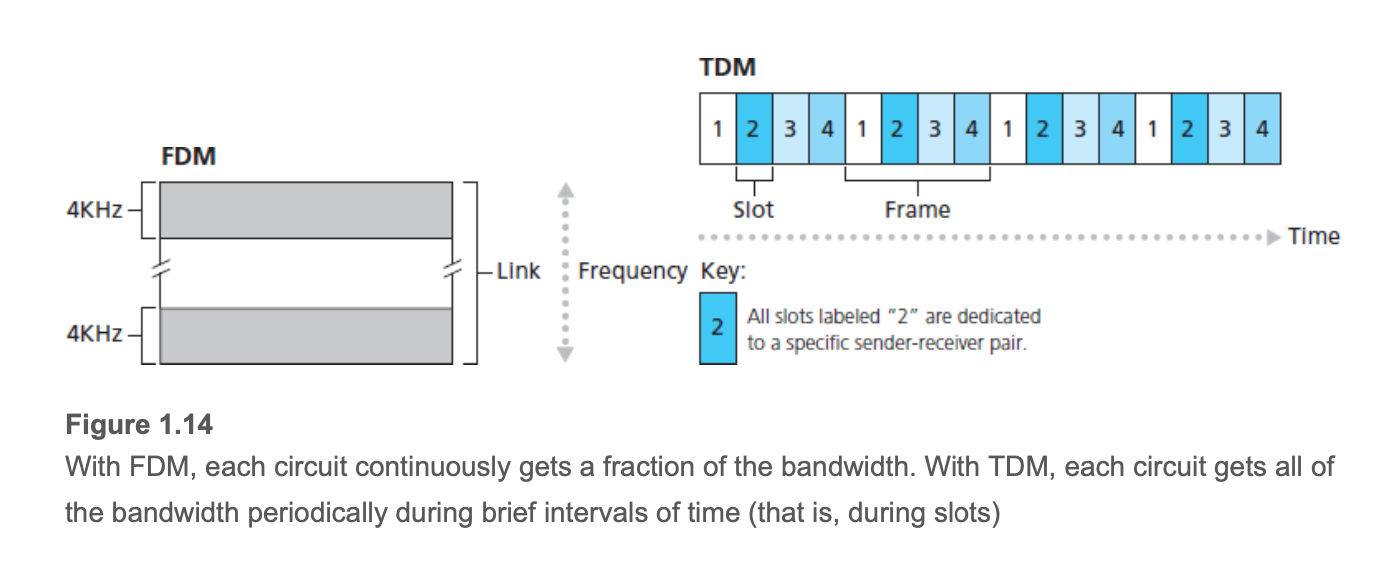 TDM
1 2 3 4 1 2 3 4 1 2 3 4 1 2 3 4
Slot
Frame
Time
FDM
4KHz
4KHz
Link
Frequency
Key:
2
All slots labeled "2" are dedicated
to a specific sender-receiver pair.
Figure 1.14
With FDM, each circuit continuously gets a fraction of the bandwidth. With TDM, each circuit gets all of
the bandwidth periodically during brief intervals of time (that is, during slots)